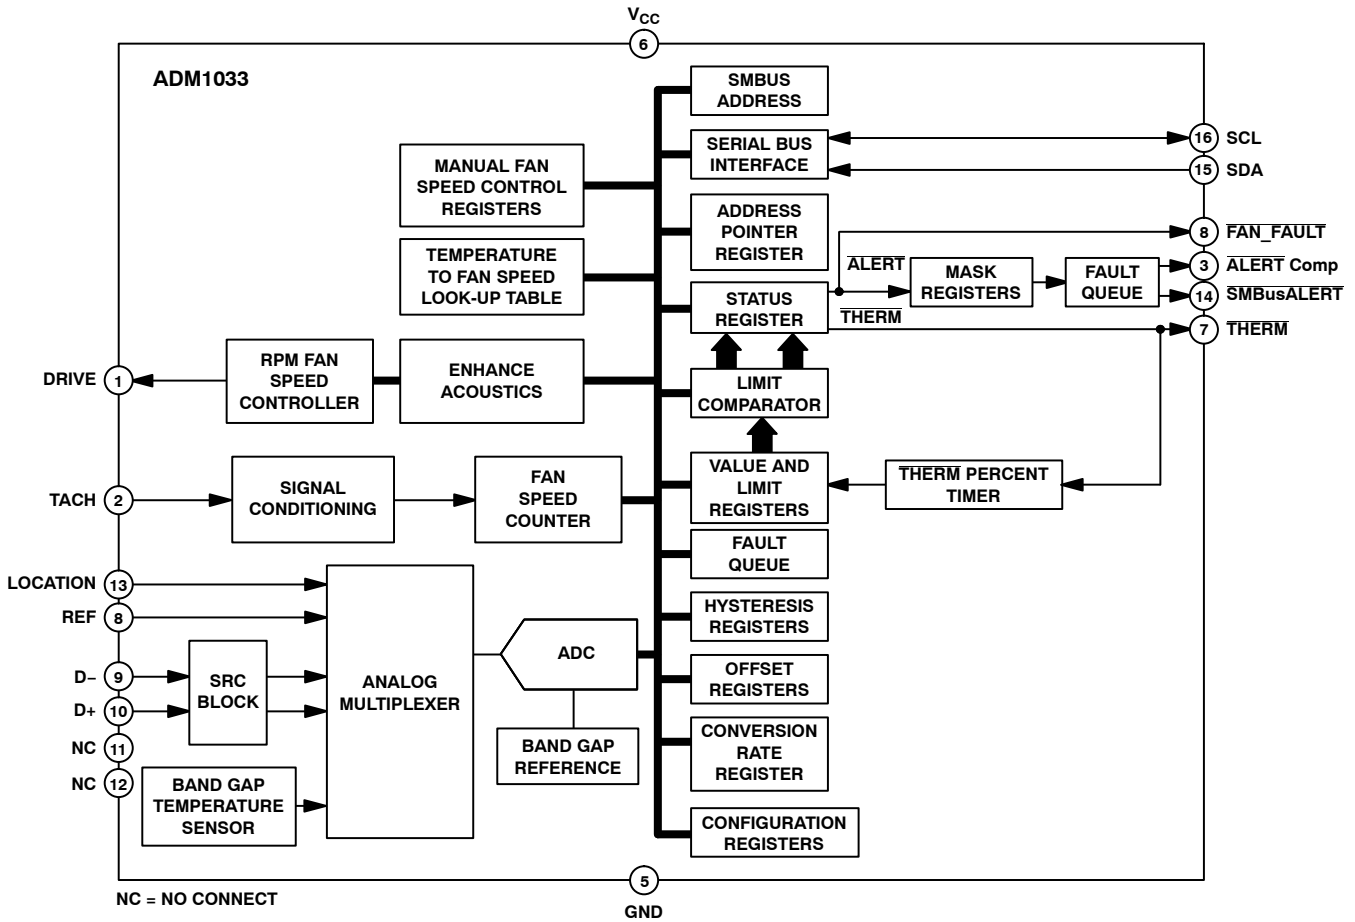 VCC
6
ADM1033
SMBUS
ADDRESS
SERIAL BUS
INTERFACE
16 SCL
15 SDA
MANUAL FAN
SPEED CONTROL
REGISTERS
ADDRESS
POINTER
REGISTER
8 FAN_FAULT
TEMPERATURE
TO FAN SPEED
LOOK-UP TABLE
STATUS
REGISTER
ALERT
THERM
MASK
REGISTERS
FAULT
QUEUE
3 ALERT Comp
14 SMBusALERT
7 THERM
DRIVE 1
RPM FAN
SPEED
CONTROLLER
ENHANCE
ACOUSTICS
LIMIT
COMPARATOR
TACH 2
SIGNAL
CONDITIONING
FAN
SPEED
COUNTER
VALUE AND
LIMIT
REGISTERS
THERM PERCENT
TIMER
FAULT
QUEUE
LOCATION 13
REF 8
D– 9
D+ 10
NC 11
NC 12
SRC
BLOCK
ANALOG
MULTIPLEXER
ADC
BAND GAP
REFERENCE
BAND GAP
TEMPERATURE
SENSOR
HYSTERESIS
REGISTERS
OFFSET
REGISTERS
CONVERSION
RATE
REGISTER
CONFIGURATION
REGISTERS
5
GND
NC = NO CONNECT